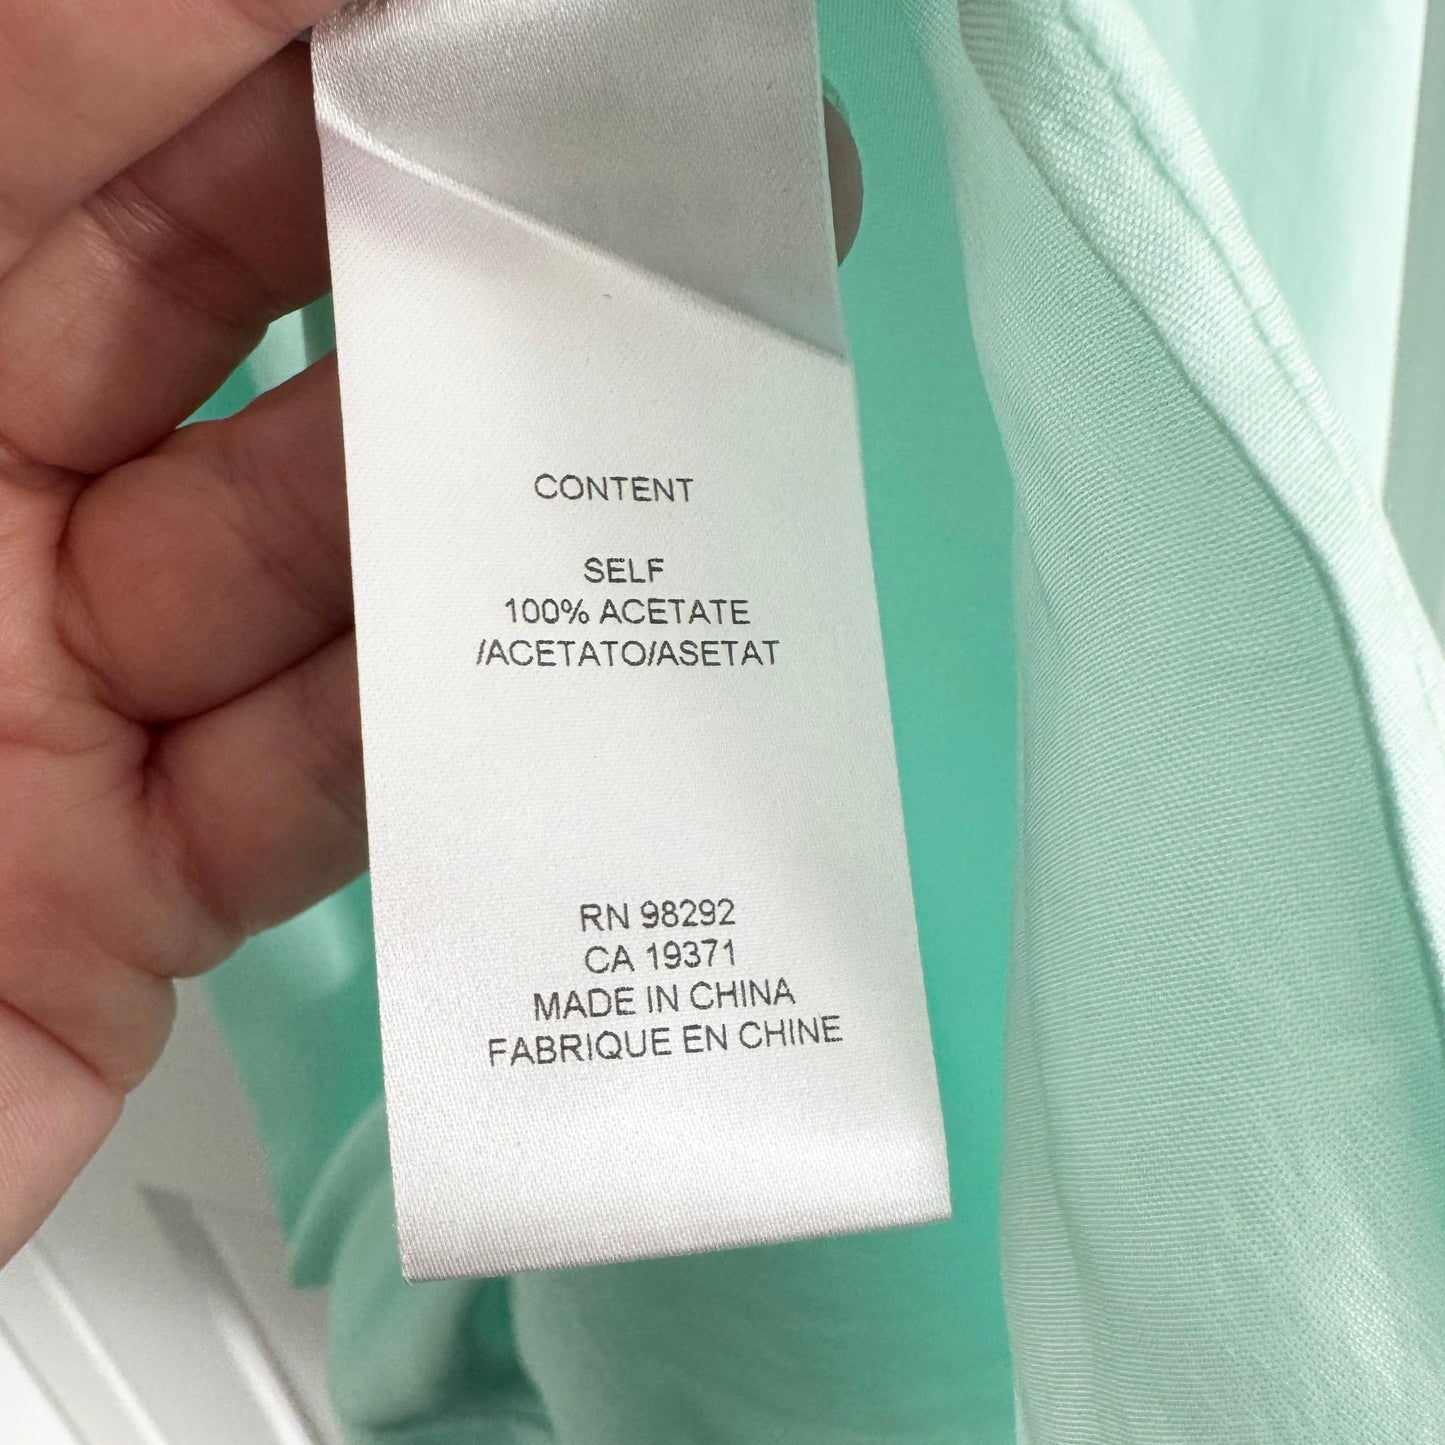 CONTENT
SELF
100% ACETATE
/ACETATO/ASETAT
RN 98292
CA 19371
MADE IN CHINA
FABRIQUE EN CHINE